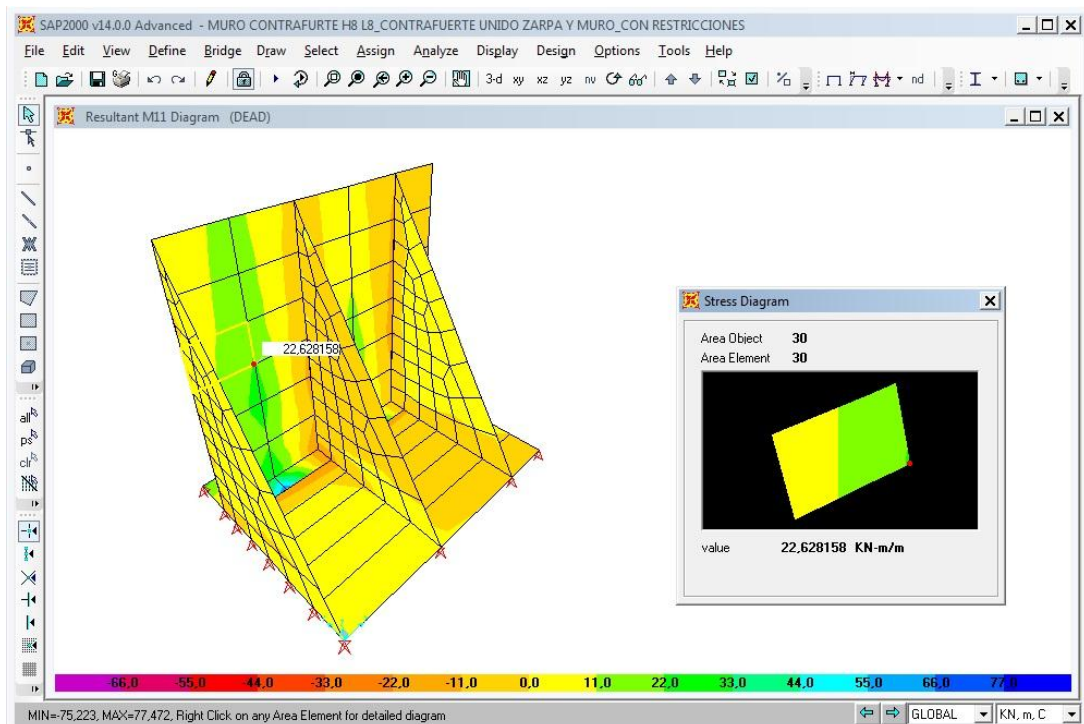 SAP2000 v14.0.0 Advanced - MURO CONTRAFURTE H8 L8_CONTRAFUERTE UNIDO ZARPA Y MURO_CON RESTRICCIONES
File Edit View Define Bridge Draw Select Assign Analyze Display Design Options Tools Help
3-d xy xz yz nv nd
Resultant M11 Diagram (DEAD)
22,628158
Stress Diagram
Area Object 30
Area Element 30
value 22,628158 KN-m/m
all
ps
clr
-66,0 -55,0 -44,0 -33,0 -22,0 -11,0 0,0 11,0 22,0 33,0 44,0 55,0 66,0 77,0
MIN=-75,223, MAX=77,472, Right Click on any Area Element for detailed diagram
GLOBAL KN, m, C